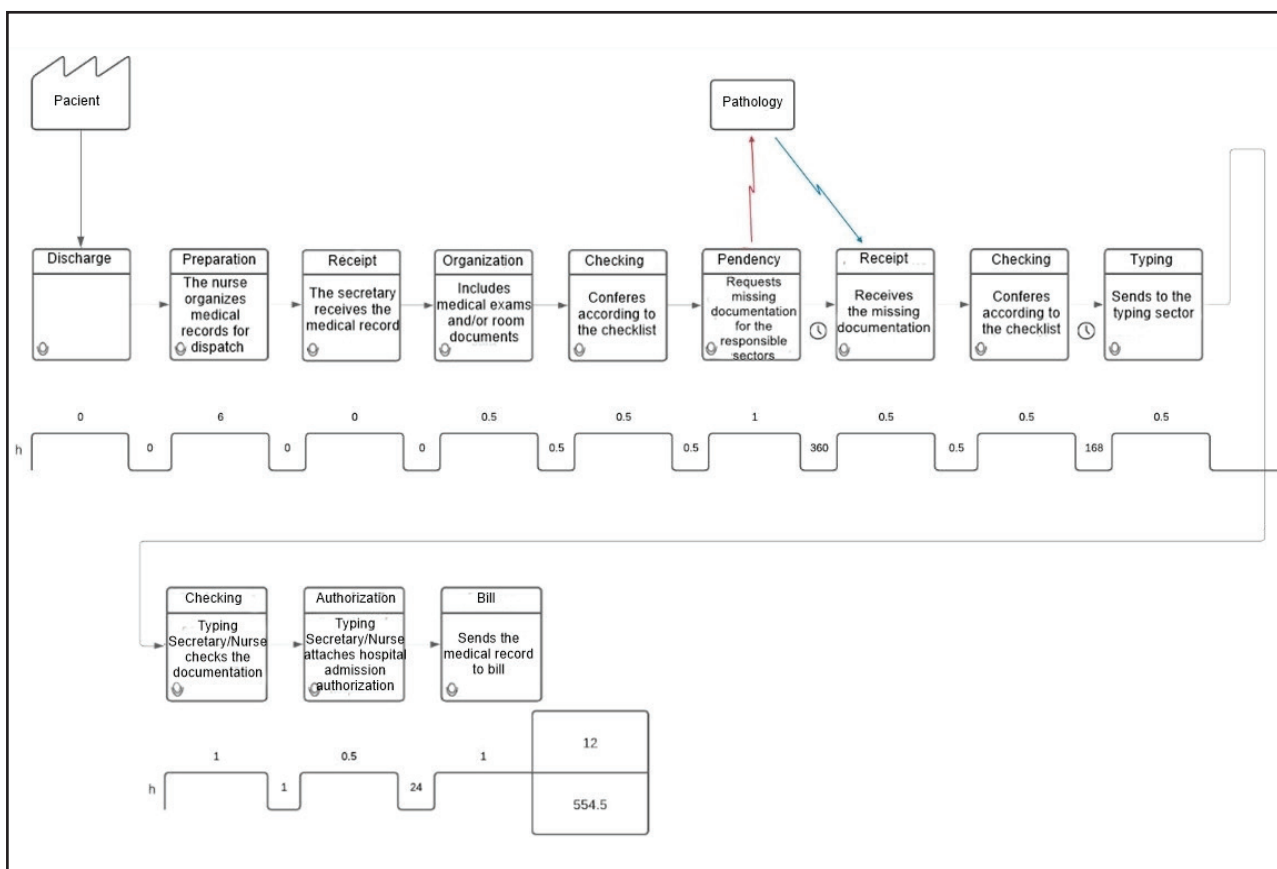 Pacient
Pathology
Discharge
Preparation
The nurse
organizes
medical
records for
dispatch
Receipt
The secretary
receives the
medical record
Organization
Includes
medical exams
and/or room
documents
Checking
Conferes
according to
the checklist
Pendency
Requests
missing
documentation
for the
responsible
sectors
Receipt
Receives
the missing
documentation
Checking
Conferes
according to
the checklist
Typing
Sends to the
typing sector
h
0
0
6
0
0
0
0.5
0.5
0.5
0.5
1
360
0.5
0.5
0.5
168
0.5
Checking
Typing
Secretary/Nurse
checks the
documentation
Authorization
Typing
Secretary/Nurse
attaches hospital
admission
authorization
Bill
Sends the
medical record
to bill
h
1
1
0.5
24
1
12
554.5